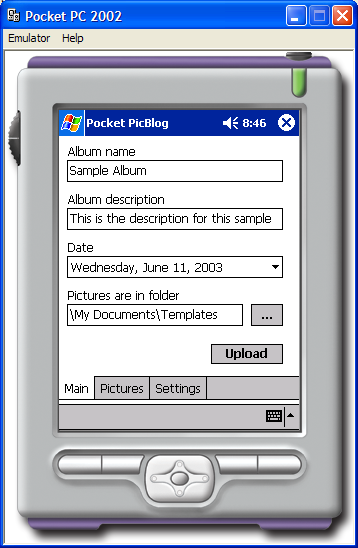 Pocket PC 2002
Emulator Help
Pocket PicBlog 8:46
Album name
Sample Album
Album description
This is the description for this sample
Date
Wednesday, June 11, 2003
Pictures are in folder
\My Documents\Templates ...
Upload
Main Pictures Settings